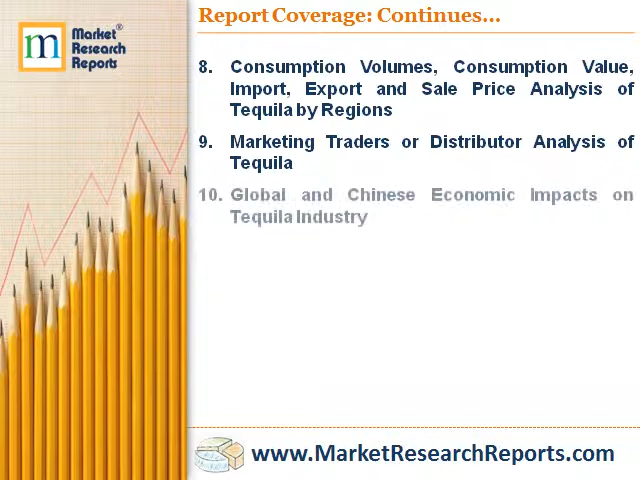 Report Coverage: Continues...
m
Market®
Research
Reports
8. Consumption Volumes, Consumption Value,
Import, Export and Sale Price Analysis of
Tequila by Regions
9. Marketing Traders or Distributor Analysis of
Tequila
10. Global and Chinese Economic Impacts on
Tequila Industry
www.MarketResearchReports.com